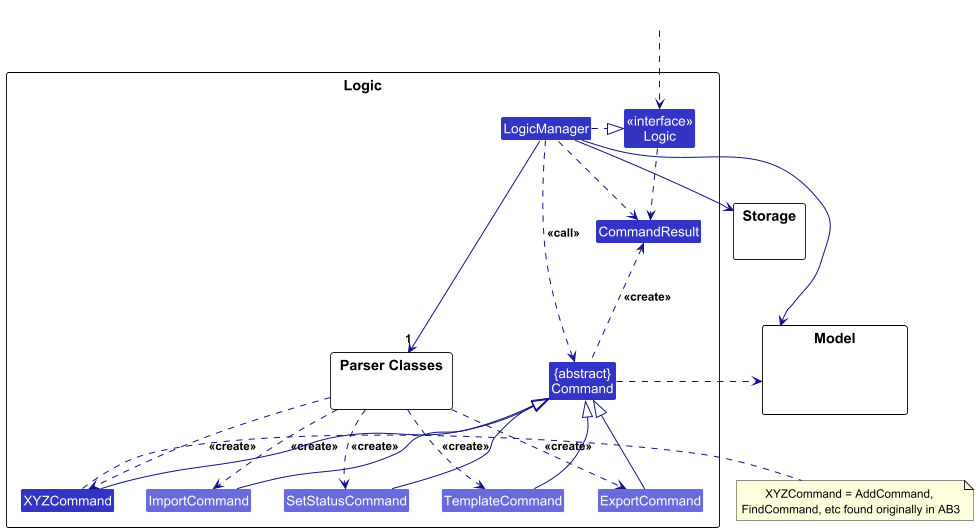 Logic
LogicManager
«interface»
Logic
Storage
CommandResult
«call»
«create»
1
Model
Parser Classes
{abstract}
Command
«create»
«create»
«create»
«create»
«create»
XYZCommand
ImportCommand
SetStatusCommand
TemplateCommand
ExportCommand
XYZCommand = AddCommand,
FindCommand, etc found originally in AB3